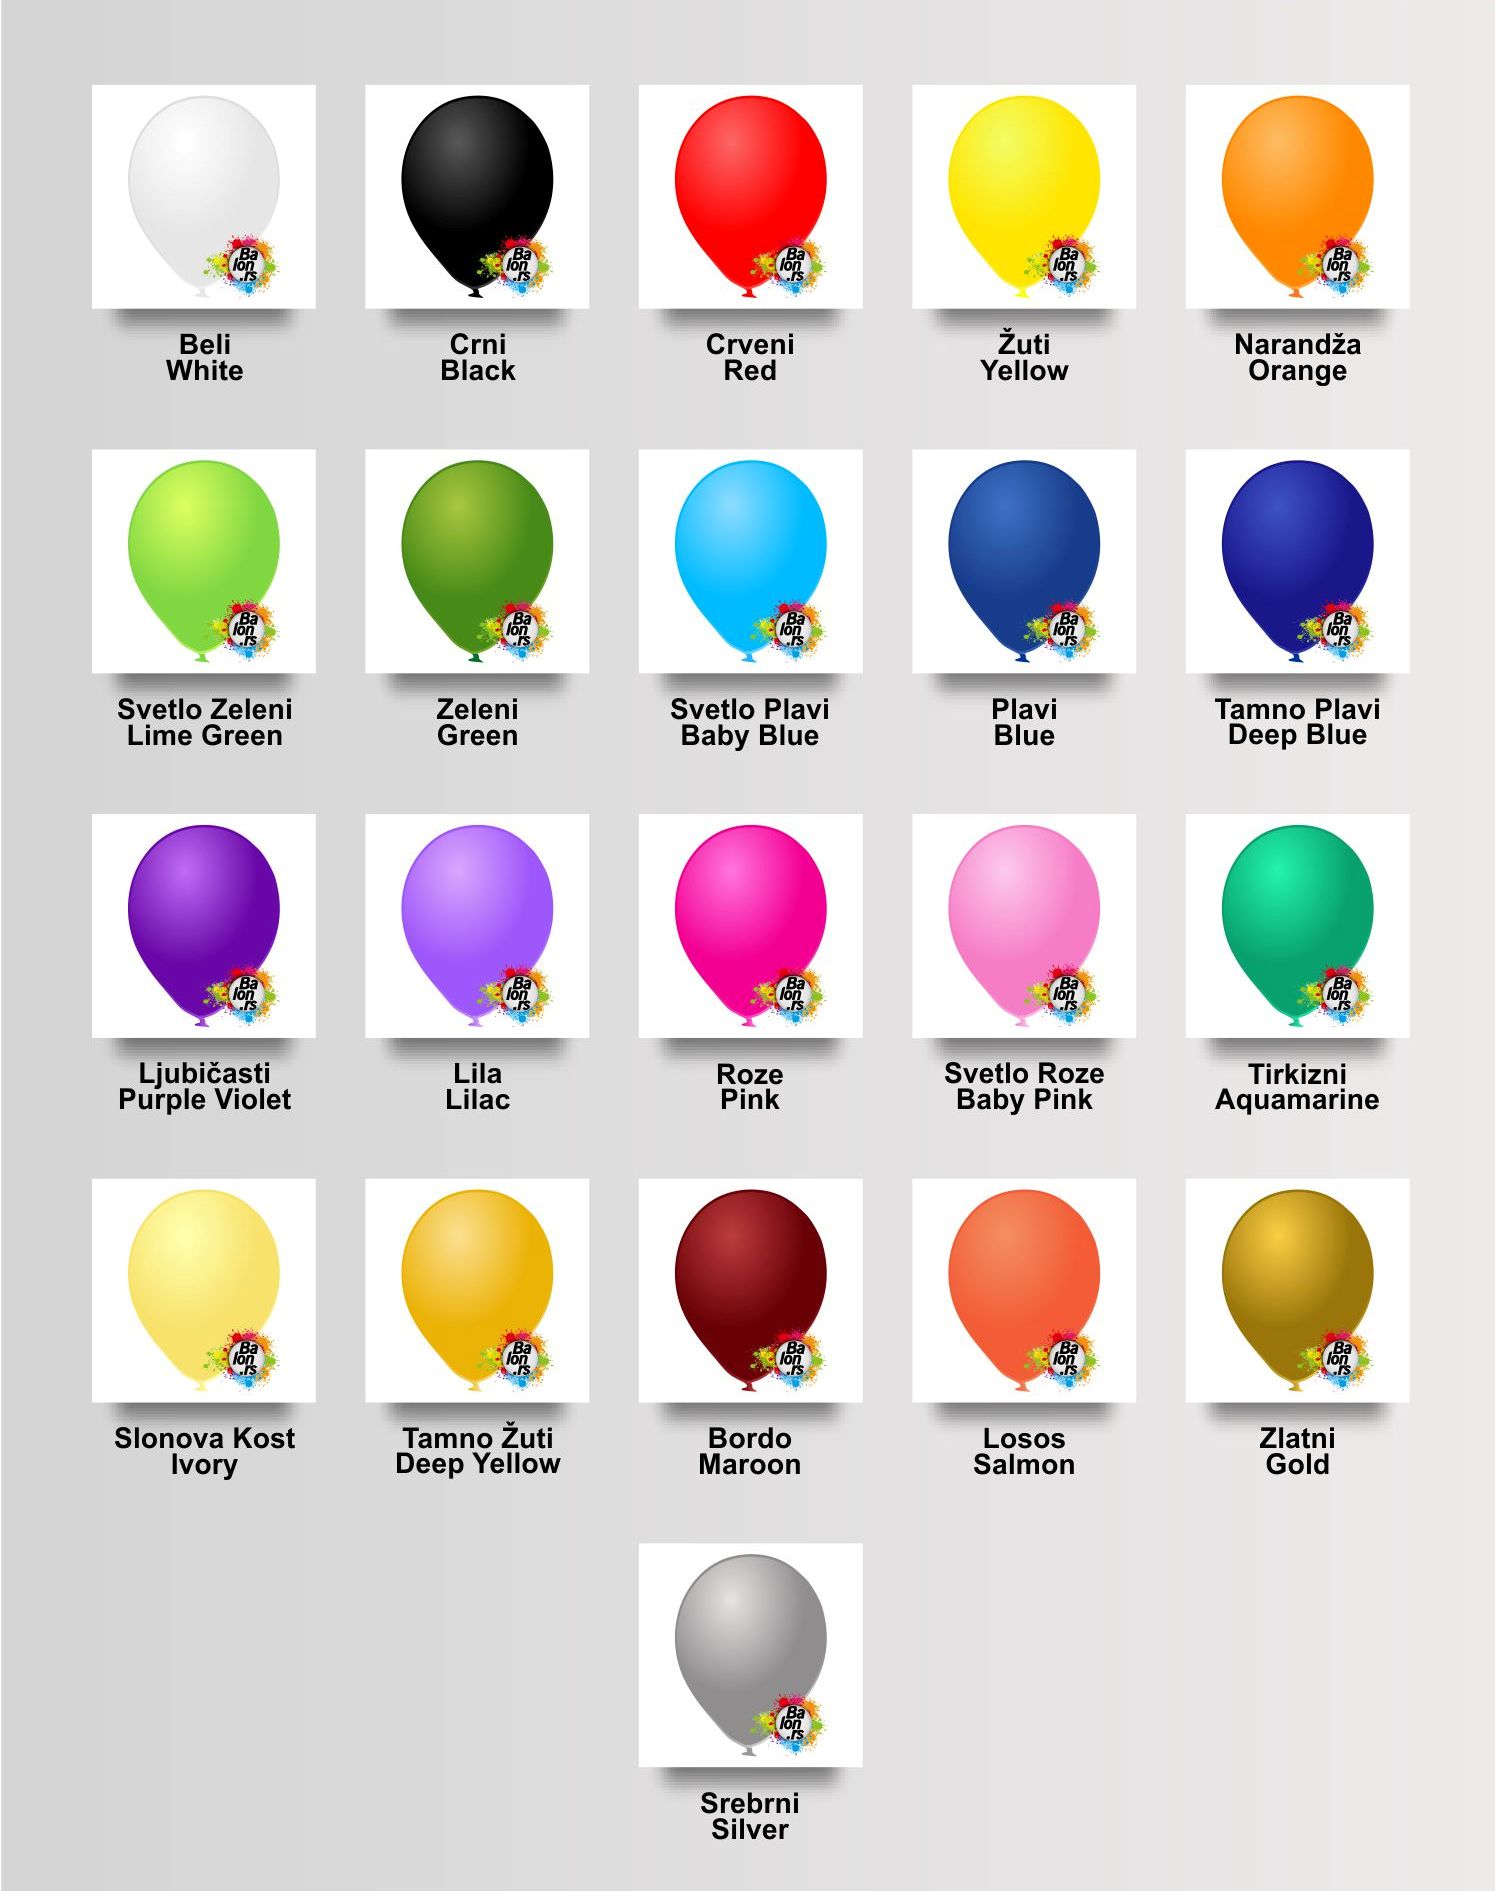 Ba
lon
.rs
Ba
lon
.rs
Ba
lon
.rs
Ba
lon
.rs
Ba
lon
.rs
Beli
White
Crni
Black
Crveni
Red
Žuti
Yellow
Narandža
Orange
Ba
lon
.rs
Ba
lon
.rs
Ba
lon
.rs
Ba
lon
.rs
Ba
lon
.rs
Svetlo Zeleni
Lime Green
Zeleni
Green
Svetlo Plavi
Baby Blue
Plavi
Blue
Tamno Plavi
Deep Blue
Ba
lon
.rs
Ba
lon
.rs
Ba
lon
.rs
Ba
lon
.rs
Ba
lon
.rs
Ljubičasti
Purple Violet
Lila
Lilac
Roze
Pink
Svetlo Roze
Baby Pink
Tirkizni
Aquamarine
Ba
lon
.rs
Ba
lon
.rs
Ba
lon
.rs
Ba
lon
.rs
Ba
lon
.rs
Slonova Kost
Ivory
Tamno Žuti
Deep Yellow
Bordo
Maroon
Losos
Salmon
Zlatni
Gold
Ba
lon
.rs
Srebrni
Silver